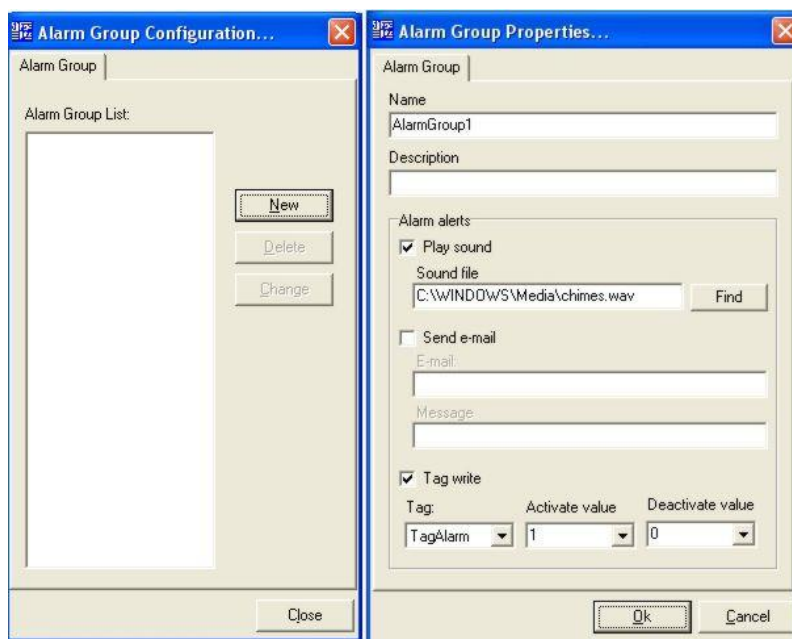 Alarm Group Configuration...
Alarm Group
Alarm Group List:
New
Delete
Change
Close
Alarm Group Properties...
Alarm Group
Name
AlarmGroup1
Description
Alarm alerts
Play sound
Sound file
C:\WINDOWS\Media\chimes.wav
Find
Send e-mail
E-mail:
Message
Tag write
Tag: Activate value Deactivate value
TagAlarm 1 0
Ok Cancel